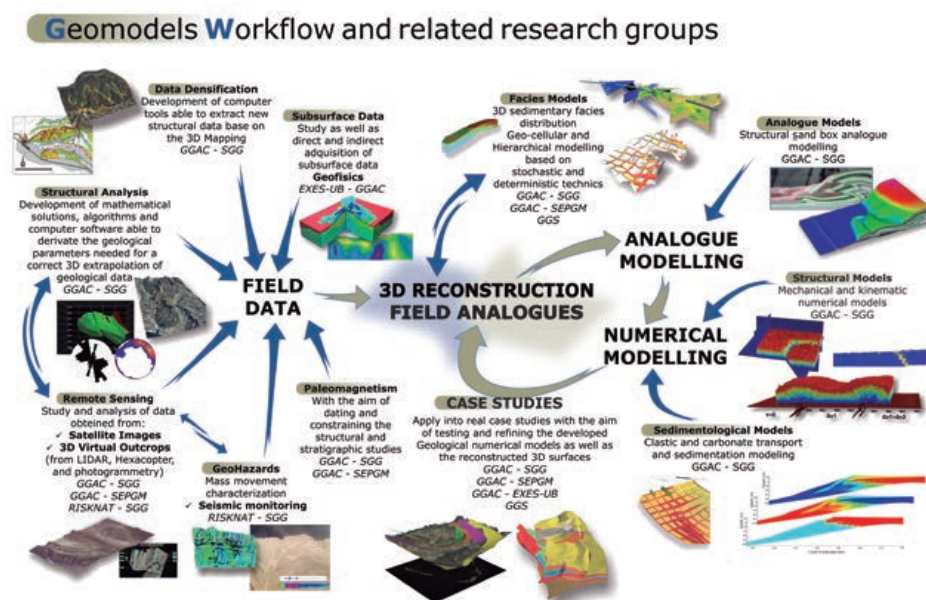 Geomodels Workflow and related research groups
Data Densification
Development of computer
tools able to extract new
structural data base on
the 3D Mapping
GGAC - SGG
Subsurface Data
Study as well as
direct and indirect
adquisition of
subsurface data
Geofisics
EXES-UB - GGAC
Facies Models
3D sedimentary facies
distribution
Geo-cellular and
Hierarchical modelling
based on
stochastic and
deterministic technics
GGAC - SGG
GGAC - SEPGM
GGS
Analogue Models
Structural sand box analogue
modelling
GGAC - SGG
Structural Analysis
Development of mathematical
solutions, algorithms and
computer software able to
derivate the geological
parameters needed for a
correct 3D extrapolation of
geological data
GGAC - SGG
FIELD
DATA
3D RECONSTRUCTION
FIELD ANALOGUES
ANALOGUE
MODELLING
NUMERICAL
MODELLING
Structural Models
Mechanical and kinematic
numerical models
GGAC - SGG
Remote Sensing
Study and analysis of data
obteined from:
✓ Satellite Images
✓ 3D Virtual Outcrops
(from LIDAR, Hexacopter,
and photogrammetry)
GGAC - SGG
GGAC - SEPGM
RISKNAT - SGG
GeoHazards
Mass movement
characterization
✓ Seismic monitoring
RISKNAT - SGG
Paleomagnetism
With the aim of
dating and
constraining the
structural and
stratigraphic studies
GGAC - SGG
GGAC - SEPGM
CASE STUDIES
Apply into real case studies with the aim
of testing and refining the developed
Geological numerical models as well as
the reconstructed 3D surfaces
GGAC - SGG
GGAC - SEPGM
GGAC - EXES-UB
GGS
Sedimentological Models
Clastic and carbonate transport
and sedimentation modeling
GGAC - SGG